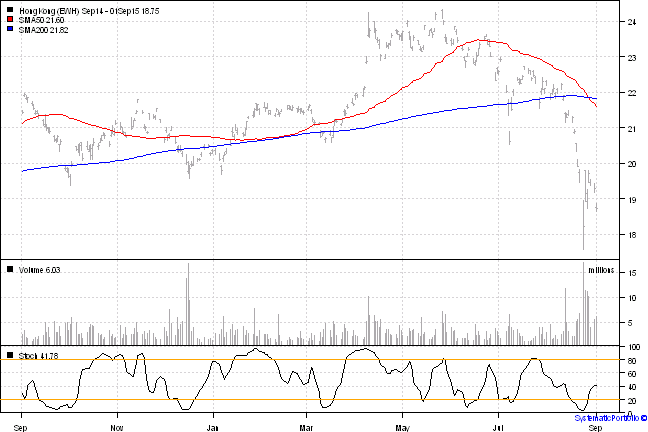 Hong Kong (EWH) Sep14 - 01Sep15 18.75
SMA50 21.60
SMA200 21.82
24
23
22
21
20
19
18
Volume 6.03
millions
15
10
5
Stoch 41.78
100
80
60
40
20
0
Sep Nov Jan Mar May Jul Sep
SystematicPortfolio ©